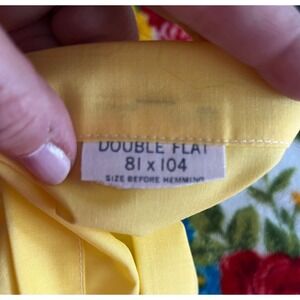 DOUBLE FLAT
81 x 104
SIZE BEFORE HEMMING